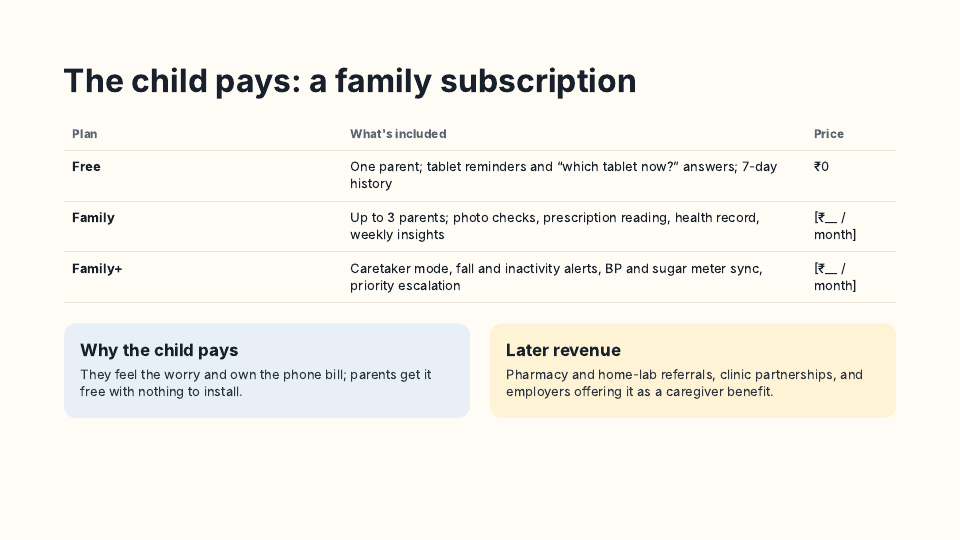 The child pays: a family subscription
Plan
What's included
Price
Free
One parent; tablet reminders and “which tablet now?” answers; 7-day
history
₹0
Family
Up to 3 parents; photo checks, prescription reading, health record,
weekly insights
[₹__ /
month]
Family+
Caretaker mode, fall and inactivity alerts, BP and sugar meter sync,
priority escalation
[₹__ /
month]
Why the child pays
They feel the worry and own the phone bill; parents get it
free with nothing to install.
Later revenue
Pharmacy and home-lab referrals, clinic partnerships, and
employers offering it as a caregiver benefit.